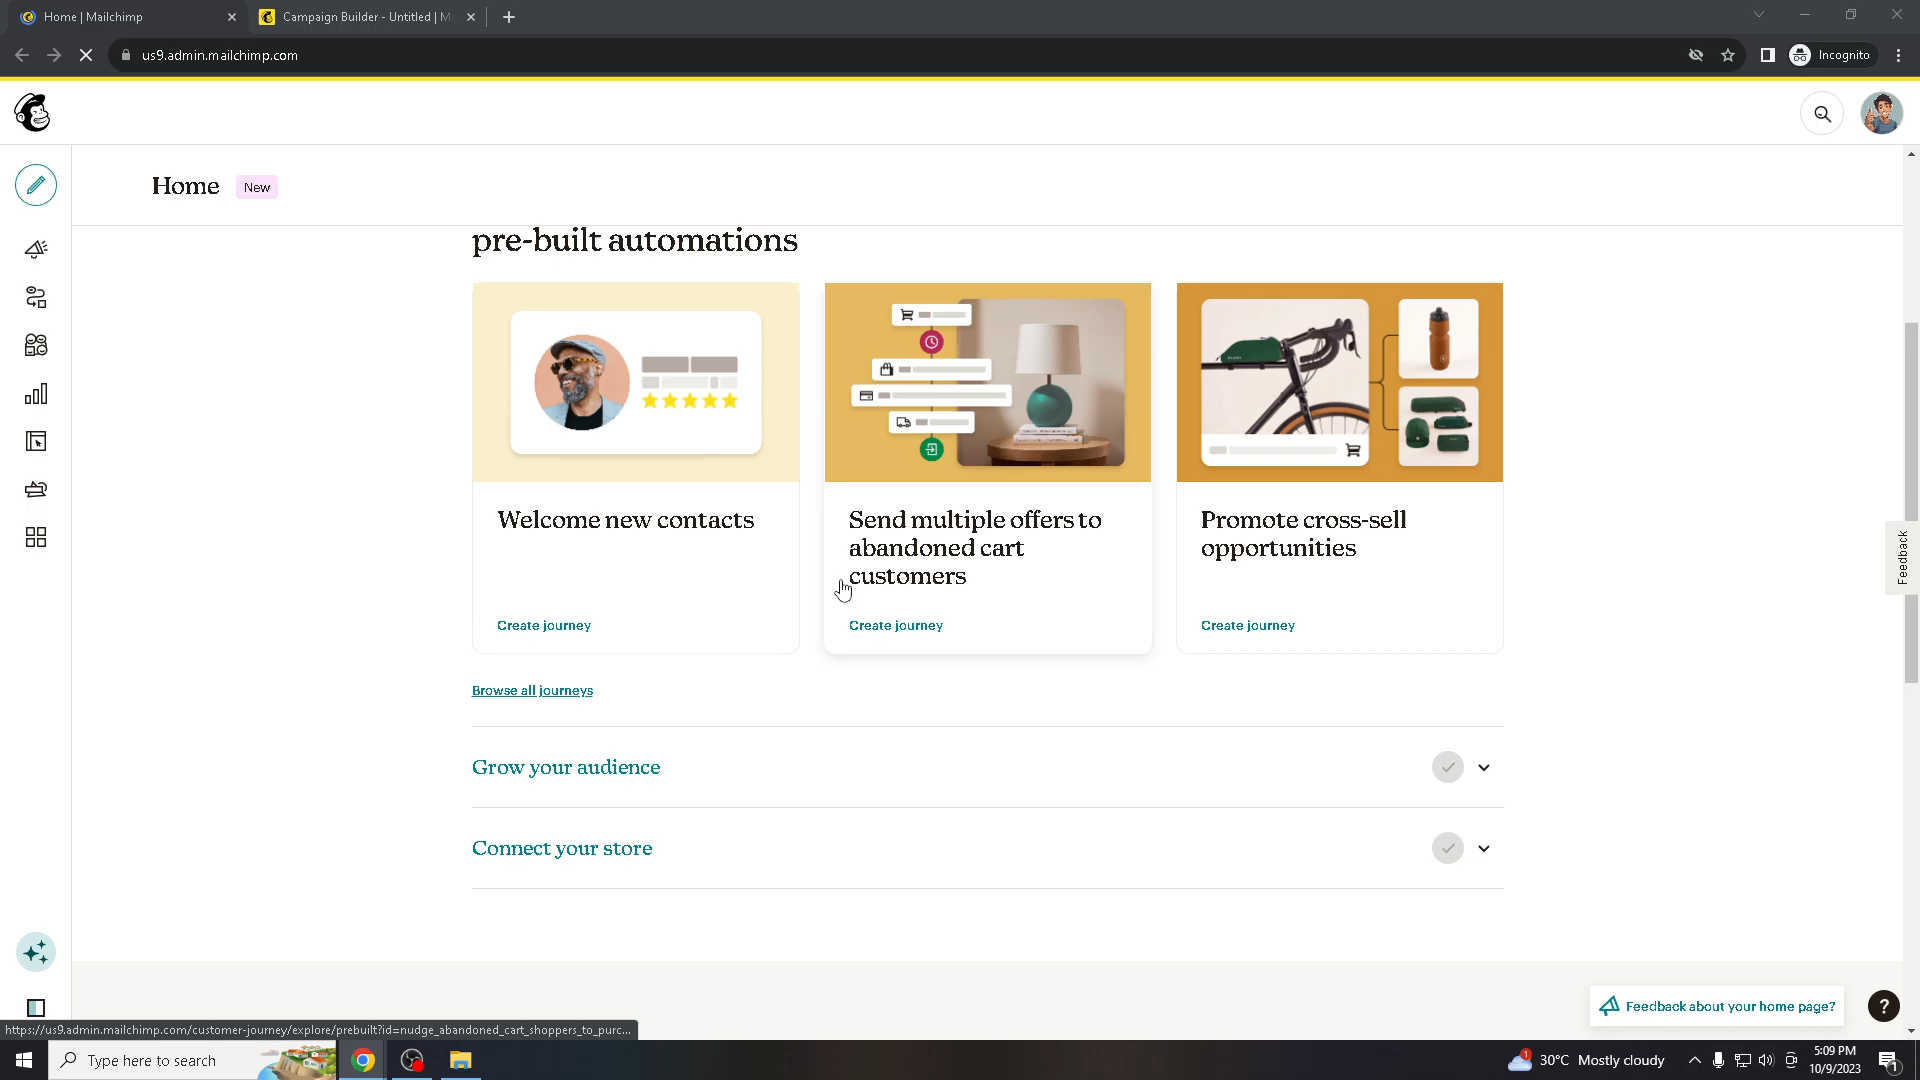 Home | Mailchimp
Campaign Builder - Untitled | M
us9.admin.mailchimp.com
Incognito
Home
New
pre-built automations
Welcome new contacts
Create journey
Send multiple offers to
abandoned cart
customers
Create journey
Promote cross-sell
opportunities
Create journey
Browse all journeys
Grow your audience
Connect your store
Feedback
Feedback about your home page?
?
https://us9.admin.mailchimp.com/customer-journey/explore/prebuilt?id=nudge_abandoned_cart_shoppers_to_purc...
Type here to search
1
30°C Mostly cloudy
5:09 PM
10/9/2023
1